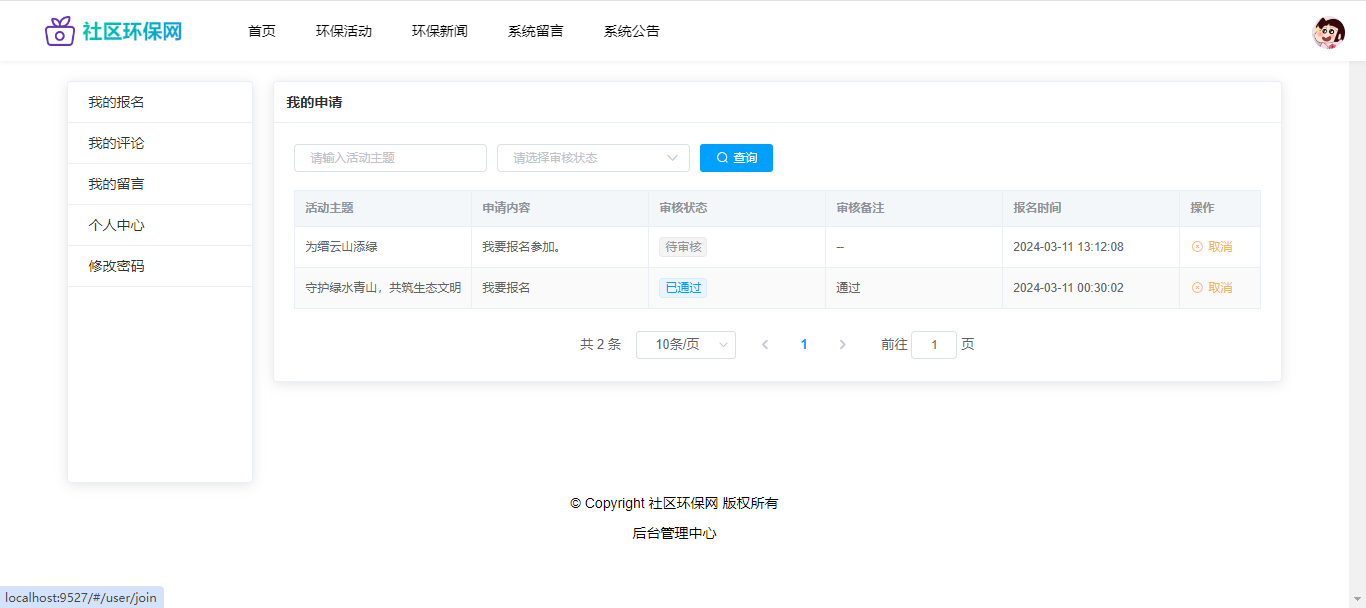 社区环保网 首页 环保活动 环保新闻 系统留言 系统公告
我的报名
我的评论
我的留言
个人中心
修改密码
我的申请
请输入活动主题 请选择审核状态 查询
活动主题 申请内容 审核状态 审核备注 报名时间 操作
为缙云山添绿 我要报名参加。 待审核 -- 2024-03-11 13:12:08 取消
守护绿水青山，共筑生态文明 我要报名 已通过 通过 2024-03-11 00:30:02 取消
共 2 条 10条/页 1 前往 1 页
© Copyright 社区环保网 版权所有
后台管理中心
localhost:9527/#/user/join